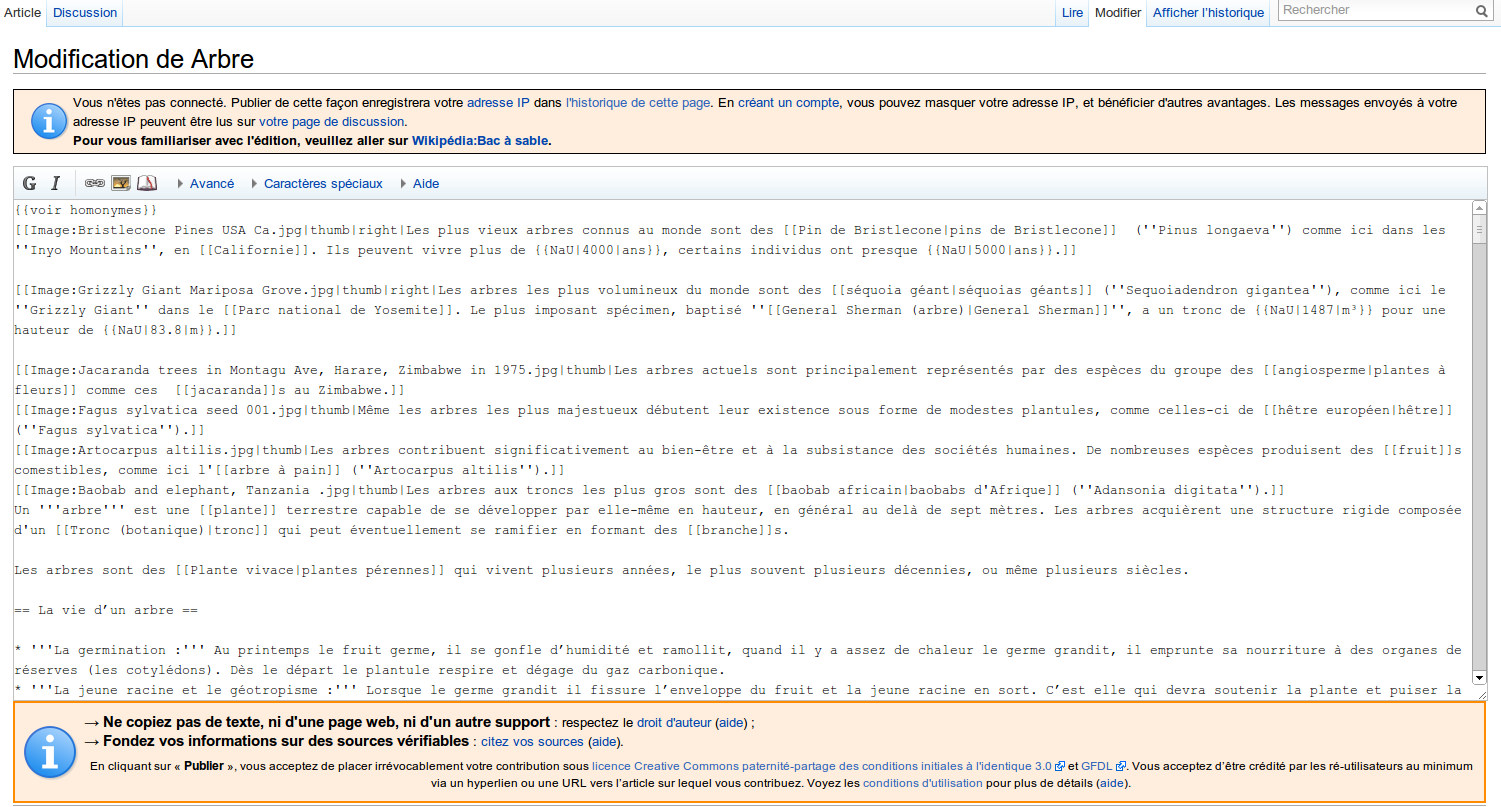 Article Discussion Lire Modifier Afficher l'historique Rechercher
Modification de Arbre
Vous n'êtes pas connecté. Publier de cette façon enregistrera votre adresse IP dans l'historique de cette page. En créant un compte, vous pouvez masquer votre adresse IP, et bénéficier d'autres avantages. Les messages envoyés à votre
adresse IP peuvent être lus sur votre page de discussion.
Pour vous familiariser avec l'édition, veuillez aller sur Wikipédia:Bac à sable.
G I Avancé Caractères spéciaux Aide
{{voir homonymes}}
[[Image:Bristlecone Pines USA Ca.jpg|thumb|right|Les plus vieux arbres connus au monde sont des [[Pin de Bristlecone|pins de Bristlecone]]  (''Pinus longaeva'') comme ici dans les
''Inyo Mountains'', en [[Californie]]. Ils peuvent vivre plus de {{NaU|4000|ans}}, certains individus ont presque {{NaU|5000|ans}}.]]
[[Image:Grizzly Giant Mariposa Grove.jpg|thumb|right|Les arbres les plus volumineux du monde sont des [[séquoia géant|séquoias géants]] (''Sequoiadendron gigantea''), comme ici le
''Grizzly Giant'' dans le [[Parc national de Yosemite]]. Le plus imposant spécimen, baptisé ''[[General Sherman (arbre)|General Sherman]]'', a un tronc de {{NaU|1487|m³}} pour une
hauteur de {{NaU|83.8|m}}.]]
[[Image:Jacaranda trees in Montagu Ave, Harare, Zimbabwe in 1975.jpg|thumb|Les arbres actuels sont principalement représentés par des espèces du groupe des [[angiosperme|plantes à
fleurs]] comme ces  [[jacaranda]]s au Zimbabwe.]]
[[Image:Fagus sylvatica seed 001.jpg|thumb|Même les arbres les plus majestueux débutent leur existence sous forme de modestes plantules, comme celles-ci de [[hêtre européen|hêtre]]
(''Fagus sylvatica'').]]
[[Image:Artocarpus altilis.jpg|thumb|Les arbres contribuent significativement au bien-être et à la subsistance des sociétés humaines. De nombreuses espèces produisent des [[fruit]]s
comestibles, comme ici l'[[arbre à pain]] (''Artocarpus altilis'').]]
[[Image:Baobab and elephant, Tanzania .jpg|thumb|Les arbres aux troncs les plus gros sont des [[baobab africain|baobabs d'Afrique]] (''Adansonia digitata'').]]
Un '''arbre''' est une [[plante]] terrestre capable de se développer par elle-même en hauteur, en général au delà de sept mètres. Les arbres acquièrent une structure rigide composée
d'un [[Tronc (botanique)|tronc]] qui peut éventuellement se ramifier en formant des [[branche]]s.
Les arbres sont des [[Plante vivace|plantes pérennes]] qui vivent plusieurs années, le plus souvent plusieurs décennies, ou même plusieurs siècles.
== La vie d’un arbre ==
* '''La germination :''' Au printemps le fruit germe, il se gonfle d’humidité et ramollit, quand il y a assez de chaleur le germe grandit, il emprunte sa nourriture à des organes de
réserves (les cotylédons). Dès le départ le plantule respire et dégage du gaz carbonique.
* '''La jeune racine et le géotropisme :''' Lorsque le germe grandit il fissure l’enveloppe du fruit et la jeune racine en sort. C’est elle qui devra soutenir la plante et puiser la
→ Ne copiez pas de texte, ni d'une page web, ni d'un autre support : respectez le droit d'auteur (aide) ;
→ Fondez vos informations sur des sources vérifiables : citez vos sources (aide).
En cliquant sur « Publier », vous acceptez de placer irrévocablement votre contribution sous licence Creative Commons paternité-partage des conditions initiales à l'identique 3.0 et GFDL. Vous acceptez d’être crédité par les ré-utilisateurs au minimum
via un hyperlien ou une URL vers l’article sur lequel vous contribuez. Voyez les conditions d'utilisation pour plus de détails (aide).